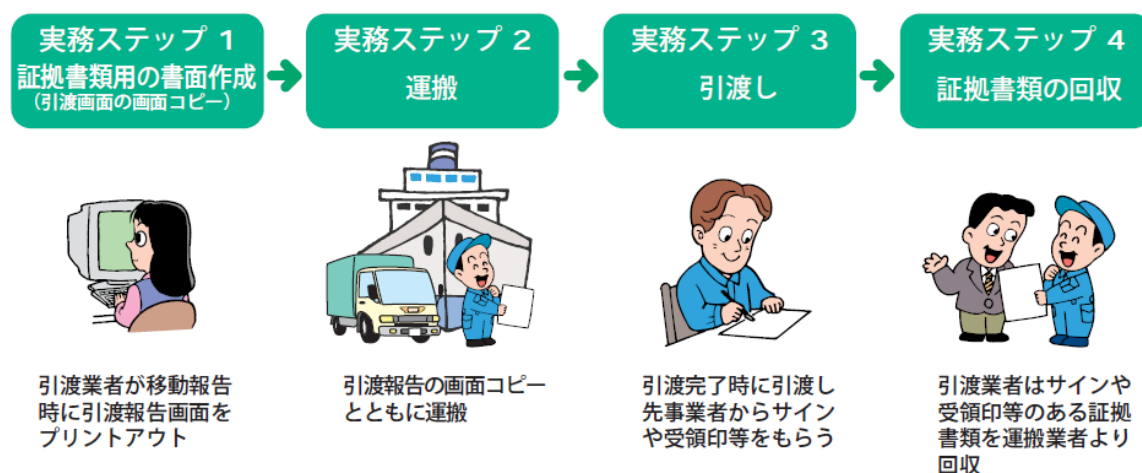 実務ステップ 1
証拠書類用の書面作成
（引渡画面の画面コピー）
実務ステップ 2
運搬
実務ステップ 3
引渡し
実務ステップ 4
証拠書類の回収
引渡業者が移動報告
時に引渡報告画面を
プリントアウト
引渡報告の画面コピー
とともに運搬
引渡完了時に引渡し
先事業者からサイン
や受領印等をもらう
引渡業者はサインや
受領印等のある証拠
書類を運搬業者より
回収